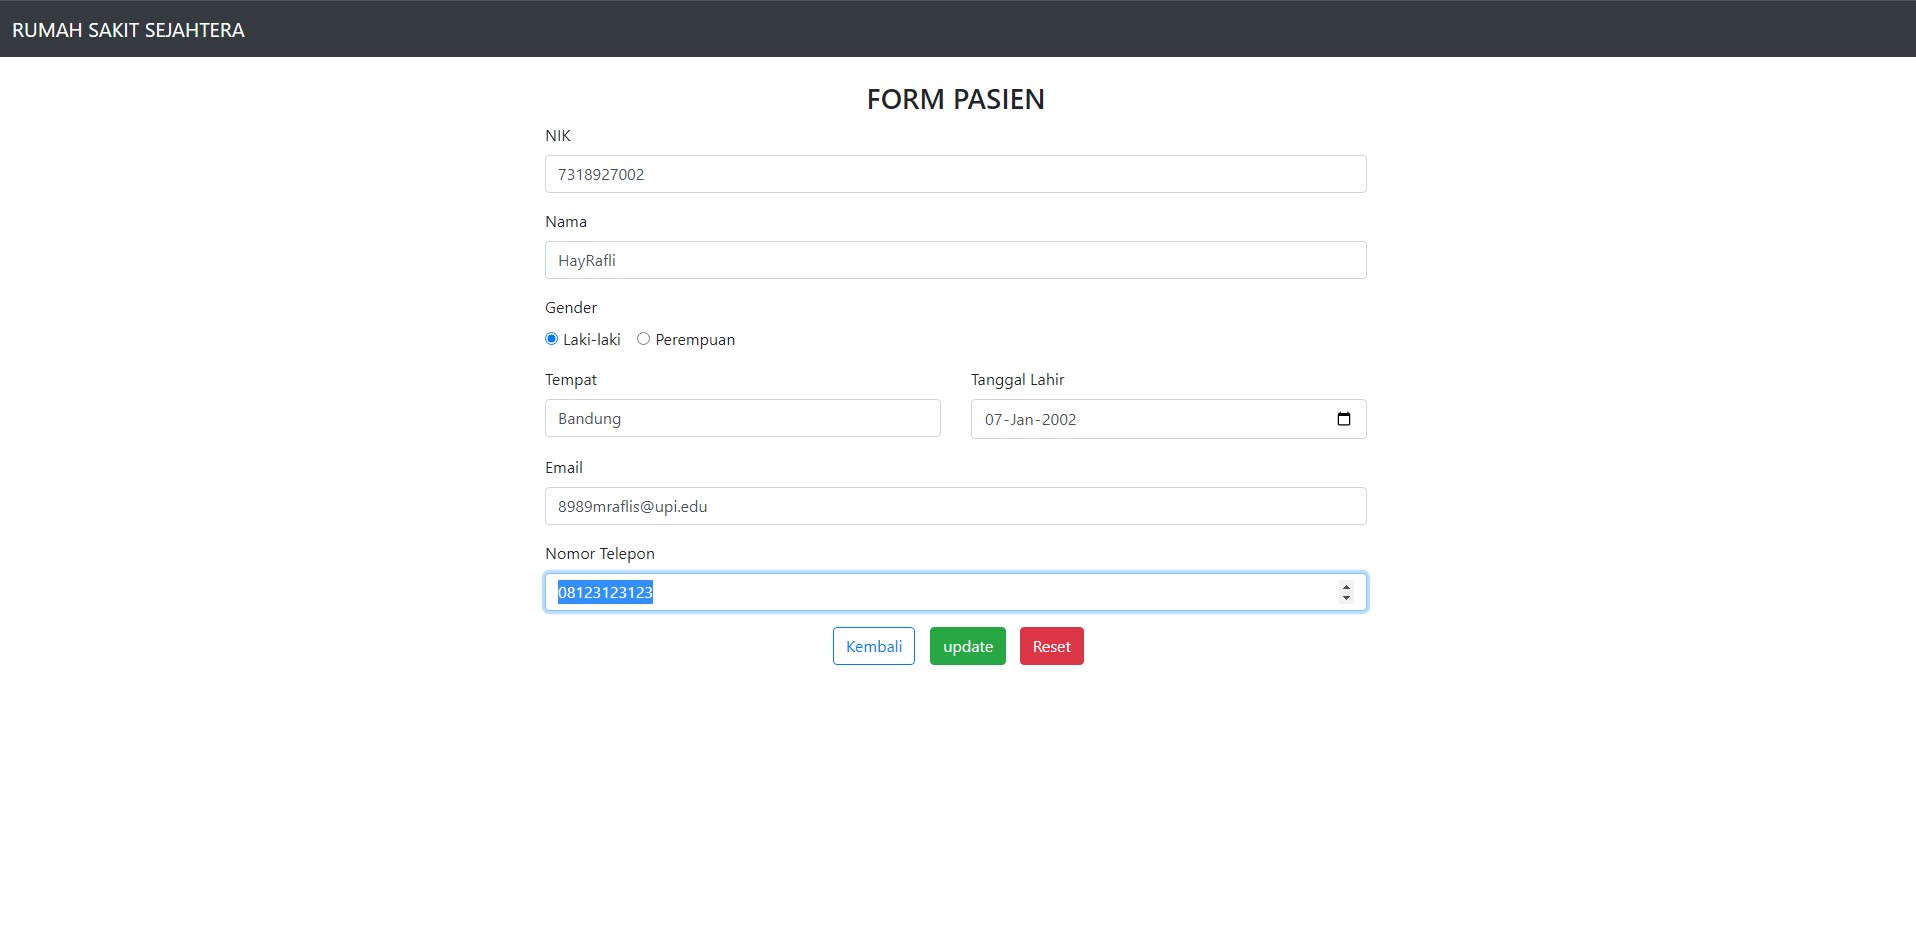 RUMAH SAKIT SEJAHTERA
FORM PASIEN
NIK
7318927002
Nama
HayRafli
Gender
Laki-laki Perempuan
Tempat Tanggal Lahir
Bandung 07-Jan-2002
Email
8989mraflis@upi.edu
Nomor Telepon
08123123123
Kembali update Reset